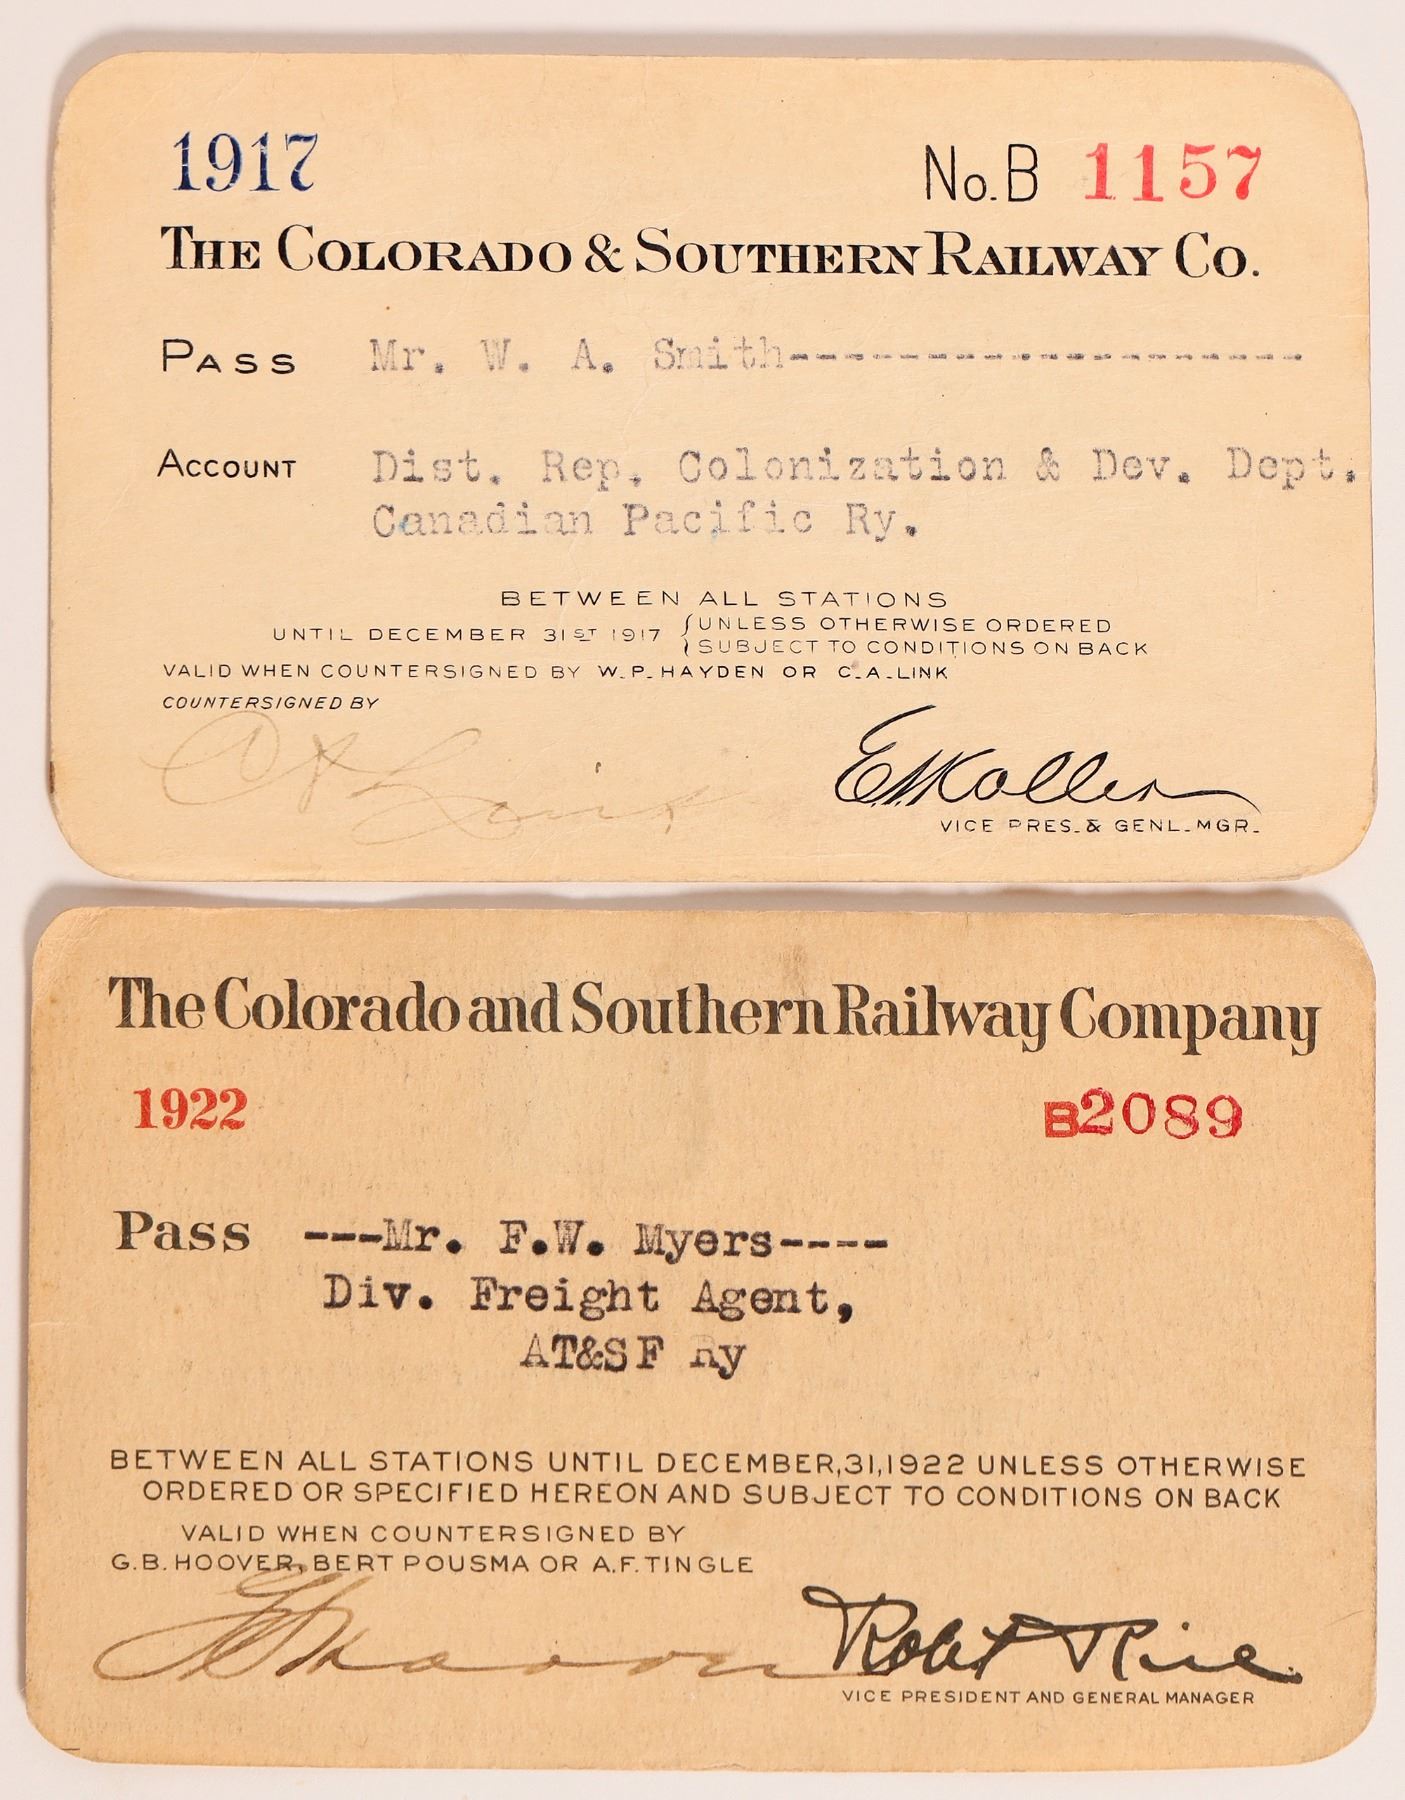 1917 No. B 1157
THE COLORADO & SOUTHERN RAILWAY CO.
PASS Mr. W. A. Smith-------------------
ACCOUNT Dist. Rep. Colonization & Dev. Dept.
Canadian Pacific Ry.
BETWEEN ALL STATIONS
UNTIL DECEMBER 31ST 1917 { UNLESS OTHERWISE ORDERED
SUBJECT TO CONDITIONS ON BACK
VALID WHEN COUNTERSIGNED BY W.P. HAYDEN OR C.A. LINK
COUNTERSIGNED BY
C A Link
VICE PRES. & GENL. MGR.
The Colorado and Southern Railway Company
1922 B2089
Pass ---Mr. F.W. Myers----
Div. Freight Agent,
AT&SF Ry
BETWEEN ALL STATIONS UNTIL DECEMBER, 31, 1922 UNLESS OTHERWISE
ORDERED OR SPECIFIED HEREON AND SUBJECT TO CONDITIONS ON BACK
VALID WHEN COUNTERSIGNED BY
G.B. HOOVER, BERT POUSMA OR A.F. TINGLE
G B Hoover Robt Rice
VICE PRESIDENT AND GENERAL MANAGER